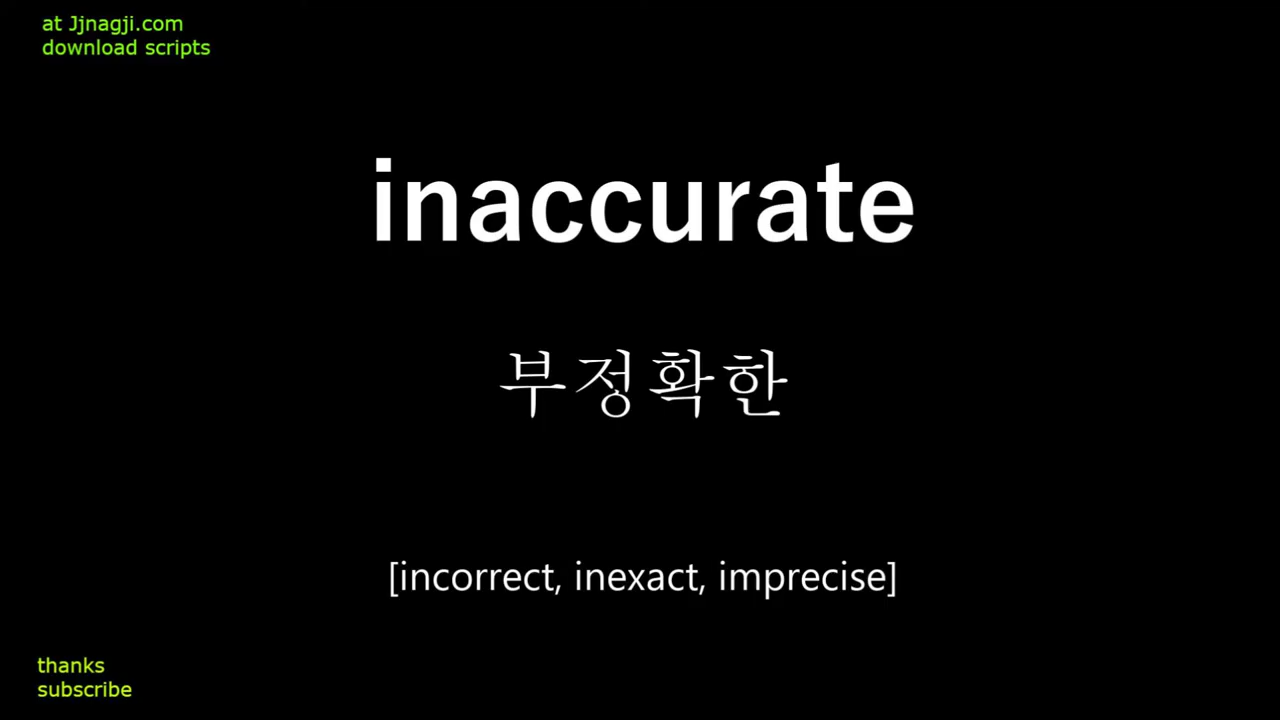 at Jjnagji.com
download scripts
inaccurate
부정확한
[incorrect, inexact, imprecise]
thanks
subscribe